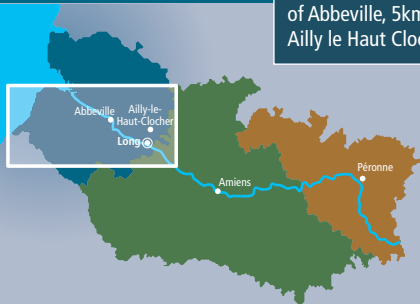 of Abbeville, 5km
Ailly le Haut Cloc
Abbeville
Ailly-le-
Haut-Clocher
Long
Péronne
Amiens